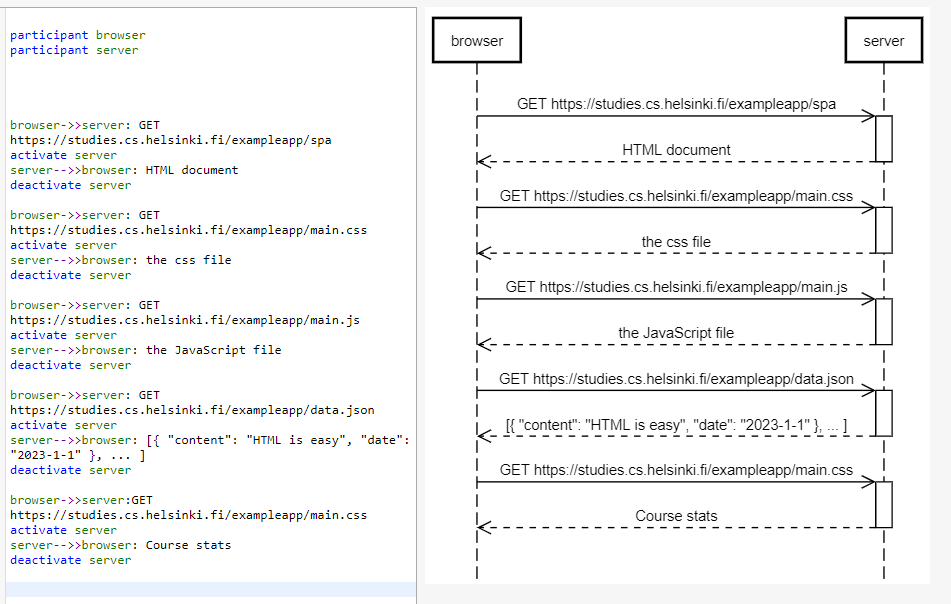 participant browser
participant server
browser->>server: GET
https://studies.cs.helsinki.fi/exampleapp/spa
activate server
server-->>browser: HTML document
deactivate server
browser->>server: GET
https://studies.cs.helsinki.fi/exampleapp/main.css
activate server
server-->>browser: the css file
deactivate server
browser->>server: GET
https://studies.cs.helsinki.fi/exampleapp/main.js
activate server
server-->>browser: the JavaScript file
deactivate server
browser->>server: GET
https://studies.cs.helsinki.fi/exampleapp/data.json
activate server
server-->>browser: [{ "content": "HTML is easy", "date":
"2023-1-1" }, ... ]
deactivate server
browser->>server:GET
https://studies.cs.helsinki.fi/exampleapp/main.css
activate server
server-->>browser: Course stats
deactivate server
browser
server
GET https://studies.cs.helsinki.fi/exampleapp/spa
HTML document
GET https://studies.cs.helsinki.fi/exampleapp/main.css
the css file
GET https://studies.cs.helsinki.fi/exampleapp/main.js
the JavaScript file
GET https://studies.cs.helsinki.fi/exampleapp/data.json
[{ "content": "HTML is easy", "date": "2023-1-1" }, ... ]
GET https://studies.cs.helsinki.fi/exampleapp/main.css
Course stats